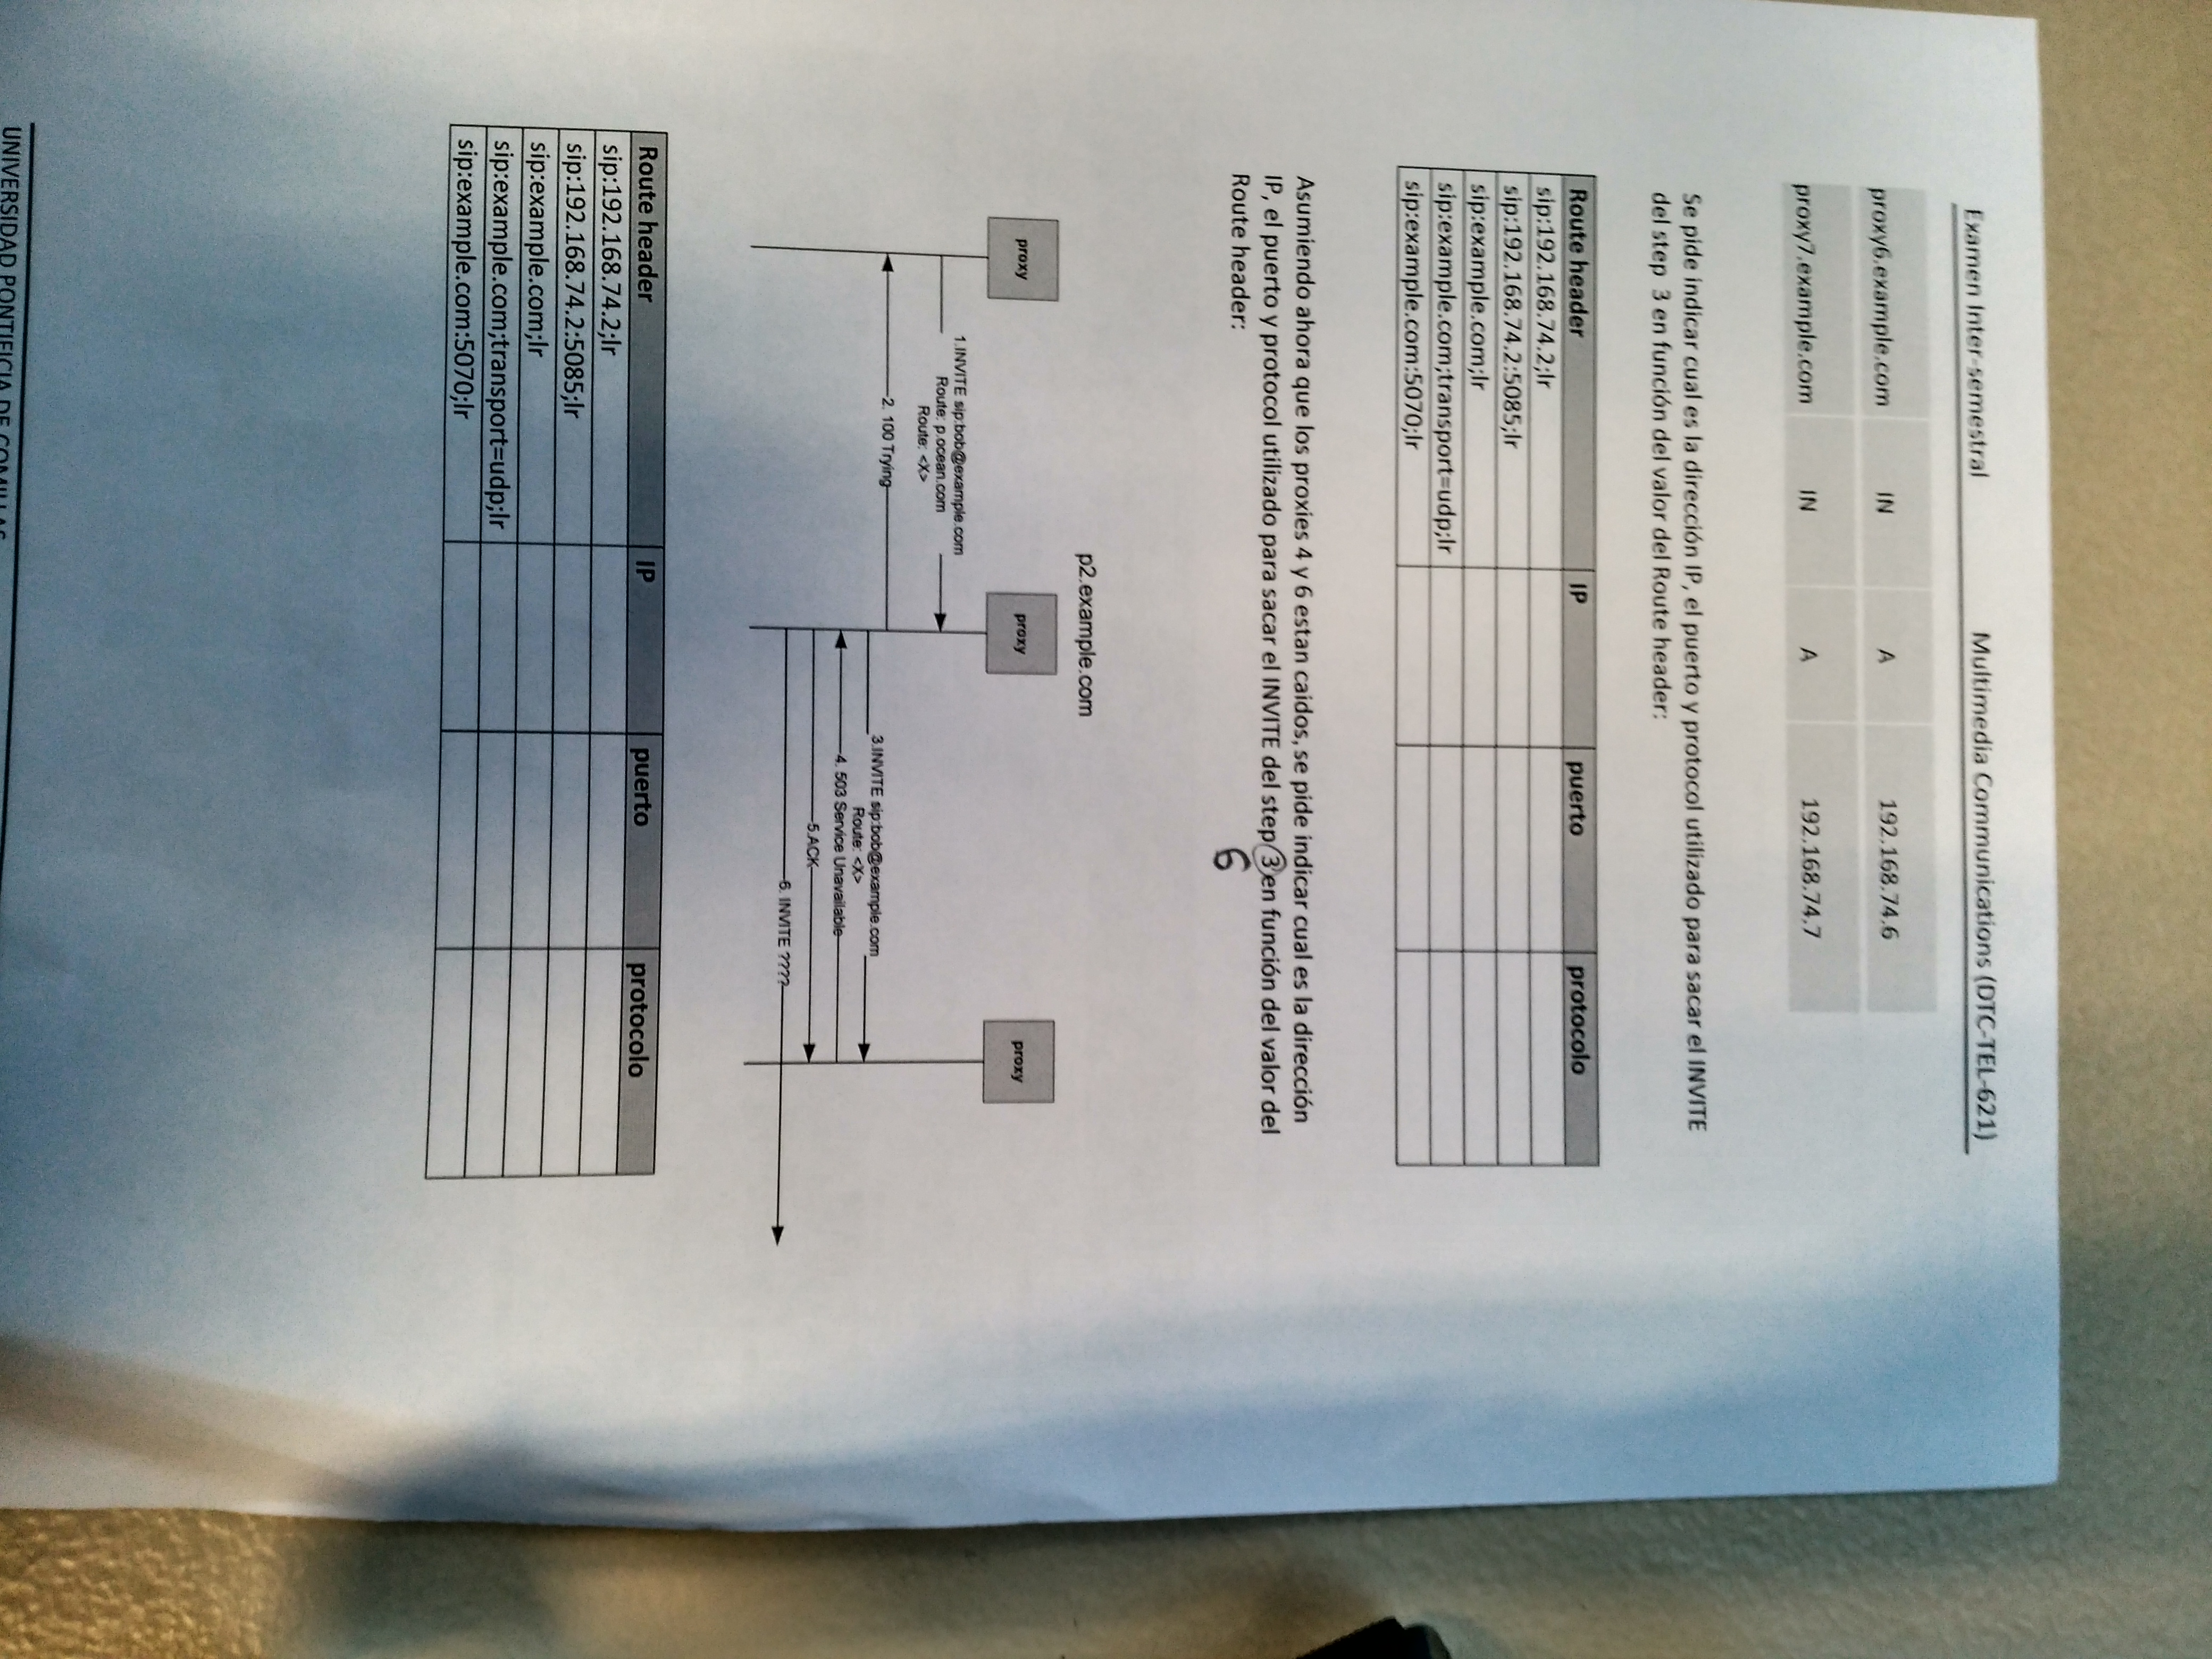 Examen Inter-semestral Multimedia Communications (DTC-TEL-621)
proxy6.example.com IN A 192.168.74.6
proxy7.example.com IN A 192.168.74.7
Se pide indicar cual es la dirección IP, el puerto y protocol utilizado para sacar el INVITE
del step 3 en función del valor del Route header:
Route header IP puerto protocolo
sip:192.168.74.2;lr
sip:192.168.74.2:5085;lr
sip:example.com;lr
sip:example.com;transport=udp;lr
sip:example.com:5070;lr
Asumiendo ahora que los proxies 4 y 6 estan caidos, se pide indicar cual es la dirección
IP, el puerto y protocol utilizado para sacar el INVITE del step 3 en función del valor del
Route header:
6
p2.example.com
proxy proxy proxy
1.INVITE sip:bob@example.com
Route: p.ocean.com
Route: <X>
2. 100 Trying
3.INVITE sip:bob@example.com
Route: <X>
4. 503 Service Unavailable
5.ACK
6. INVITE ????
Route header IP puerto protocolo
sip:192.168.74.2;lr
sip:192.168.74.2:5085;lr
sip:example.com;lr
sip:example.com;transport=udp;lr
sip:example.com:5070;lr
UNIVERSIDAD PONTIFICIA DE COMILLAS